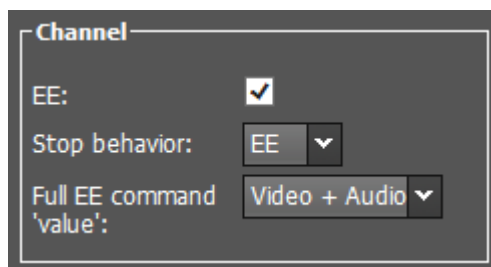 Channel
EE:
Stop behavior: EE
Full EE command Video + Audio
'value':